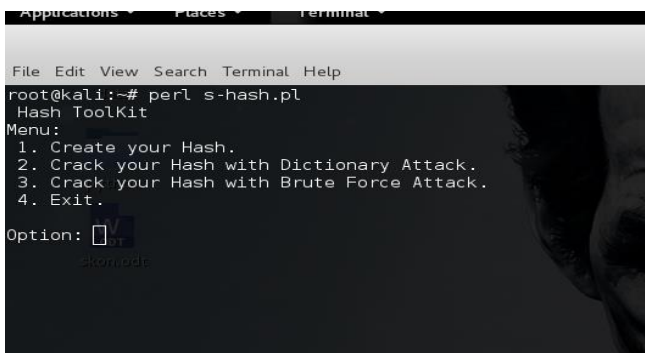 Applications Places Terminal
File Edit View Search Terminal Help
root@kali:~# perl s-hash.pl
Hash ToolKit
Menu:
1. Create your Hash.
2. Crack your Hash with Dictionary Attack.
3. Crack your Hash with Brute Force Attack.
4. Exit.
Option:
skon.odt